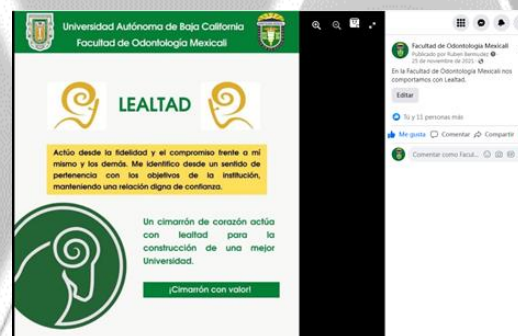 Universidad Autónoma de Baja California
Facultad de Odontología Mexicali
LEALTAD
Actúo desde la fidelidad y el compromiso frente a mí
mismo y los demás. Me identifico desde un sentido de
pertenencia con los objetivos de la institución,
manteniendo una relación digna de confianza.
Un cimarrón de corazón actúa
con lealtad para la
construcción de una mejor
Universidad.
¡Cimarrón con valor!
Facultad de Odontología Mexicali
Publicado por Ruben Bermudez
25 de noviembre de 2021
En la Facultad de Odontología Mexicali nos
comportamos con Lealtad.
Editar
Tú y 11 personas más
Me gusta Comentar Compartir
Comentar como Facul...